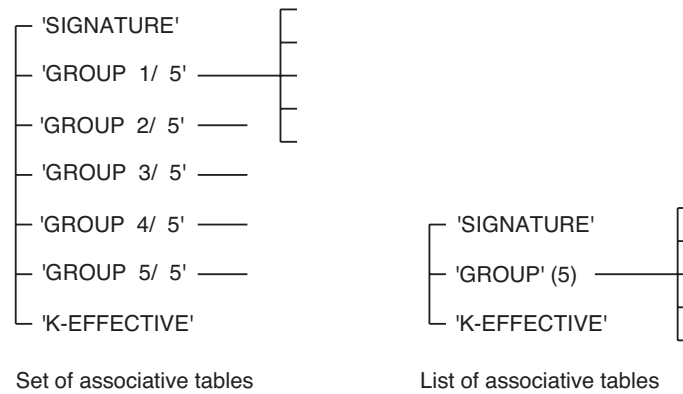 'SIGNATURE'
'GROUP 1/ 5'
'GROUP 2/ 5'
'GROUP 3/ 5'
'GROUP 4/ 5'
'GROUP 5/ 5'
'K-EFFECTIVE'
Set of associative tables
'SIGNATURE'
'GROUP' (5)
'K-EFFECTIVE'
List of associative tables